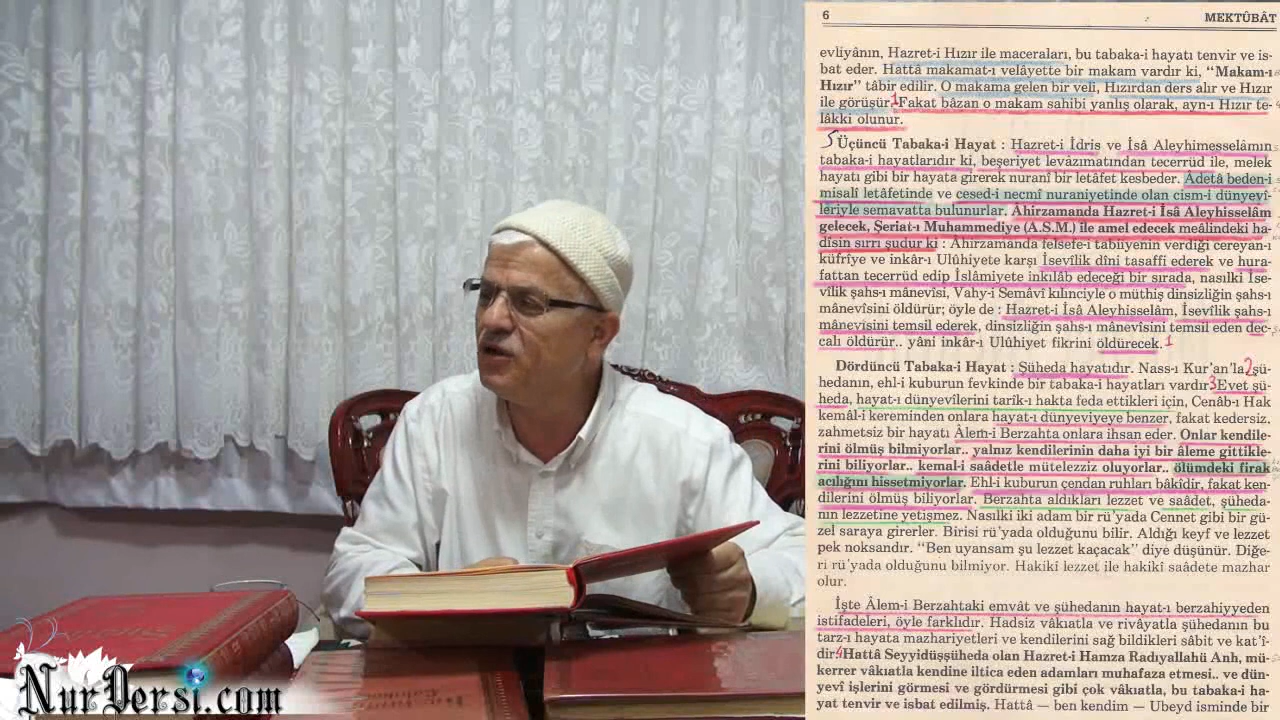 6
MEKTÛBÂT
evliyânın, Hazret-i Hızır ile maceraları, bu tabaka-i hayatı tenvir ve is-
bat eder. Hattâ makamat-ı velâyette bir makam vardır ki, "Makam-ı
Hızır" tâbir edilir. O makama gelen bir velî, Hızırdan ders alır ve Hızır
ile görüşür. 1 Fakat bâzan o makam sahibi yanlış olarak, ayn-ı Hızır te-
lâkki olunur.
5 Üçüncü Tabaka-i Hayat : Hazret-i İdris ve İsâ Aleyhimesselâmın
tabaka-i hayatlarıdır ki, beşeriyet levâzımatından tecerrüd ile, melek
hayatı gibi bir hayata girerek nuranî bir letâfet kesbeder. Âdetâ beden-i
misalî letâfetinde ve cesed-i necmî nuraniyetinde olan cism-i dünyevî-
leriyle semavatta bulunurlar. Âhirzamanda Hazret-i İsâ Aleyhisselâm
gelecek, Şeriat-ı Muhammediye (A.S.M.) ile amel edecek meâlindeki ha-
dîsin sırrı şudur ki : Âhirzamanda felsefe-i tabiiyenin verdiği cereyan-ı
küfrîye ve inkâr-ı Ulûhiyete karşı İsevîlik dîni tasaffi ederek ve hura-
fattan tecerrüd edip İslâmiyete inkılâb edeceği bir sırada, nasılki İse-
vîlik şahs-ı mânevîsi, Vahy-i Semâvî kılınciyle o müthiş dinsizliğin şahs-ı
mânevîsini öldürür; öyle de : Hazret-i İsâ Aleyhisselâm, İsevîlik şahs-ı
mânevîsini temsil ederek, dinsizliğin şahs-ı mânevîsini temsil eden dec-
calı öldürür.. yâni inkâr-ı Ulûhiyet fikrini öldürecek. 1
Dördüncü Tabaka-i Hayat : Şüheda hayatıdır. Nass-ı Kur'an'la 2 şü-
hedanın, ehl-i kuburun fevkinde bir tabaka-i hayatları vardır. 3 Evet şü-
heda, hayat-ı dünyevîlerini tarîk-ı hakta feda ettikleri için, Cenâb-ı Hak
kemâl-i kereminden onlara hayat-ı dünyeviyeye benzer, fakat kedersiz,
zahmetsiz bir hayatı Âlem-i Berzahta onlara ihsan eder. Onlar kendile-
rini ölmüş bilmiyorlar.. yalnız kendilerinin daha iyi bir âleme gittikle-
rini biliyorlar.. kemal-i saadetle mütelezziz oluyorlar.. ölümdeki firak
acılığını hissetmiyorlar. Ehl-i kuburun çendan ruhları bâkîdir, fakat ken-
dilerini ölmüş biliyorlar. Berzahta aldıkları lezzet ve saâdet, şüheda-
nın lezzetine yetişmez. Nasılki iki adam bir rü'yada Cennet gibi bir gü-
zel saraya girerler. Birisi rü'yada olduğunu bilir. Aldığı keyf ve lezzet
pek noksandır. "Ben uyansam şu lezzet kaçacak" diye düşünür. Diğe-
ri rü'yada olduğunu bilmiyor. Hakikî lezzet ile hakikî saâdete mazhar
olur.
İşte Âlem-i Berzahtaki emvât ve şühedanın hayat-ı berzahiyyeden
istifadeleri, öyle farklıdır. Hadsiz vâkıatla ve rivâyatla şühedanın bu
tarz-ı hayata mazhariyetleri ve kendilerini sağ bildikleri sâbit ve kat'î-
dir. 4 Hattâ Seyyidüşşüheda olan Hazret-i Hamza Radıyallahü Anh, mü-
kerrer vâkıatla kendine iltica eden adamları muhafaza etmesi.. ve dün-
yevî işlerini görmesi ve gördürmesi gibi çok vâkıatla, bu tabaka-i ha-
yat tenvir ve isbat edilmiş. Hattâ — ben kendim — Ubeyd isminde bir
NurDersi.com